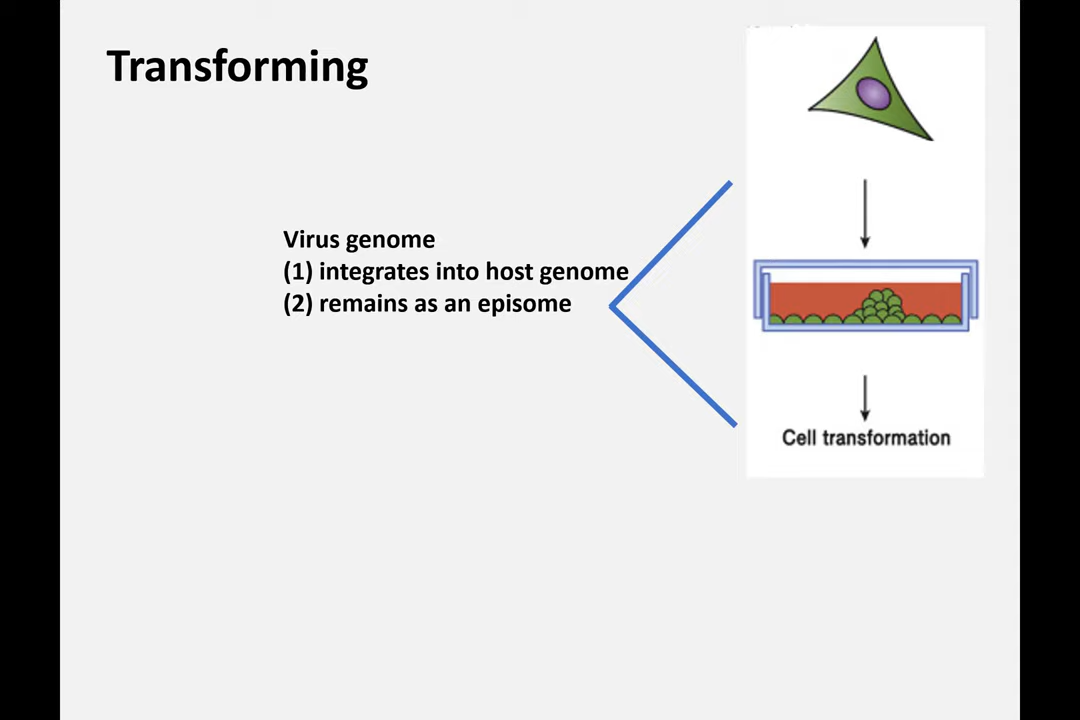 Transforming
Virus genome
(1) integrates into host genome
(2) remains as an episome
Cell transformation